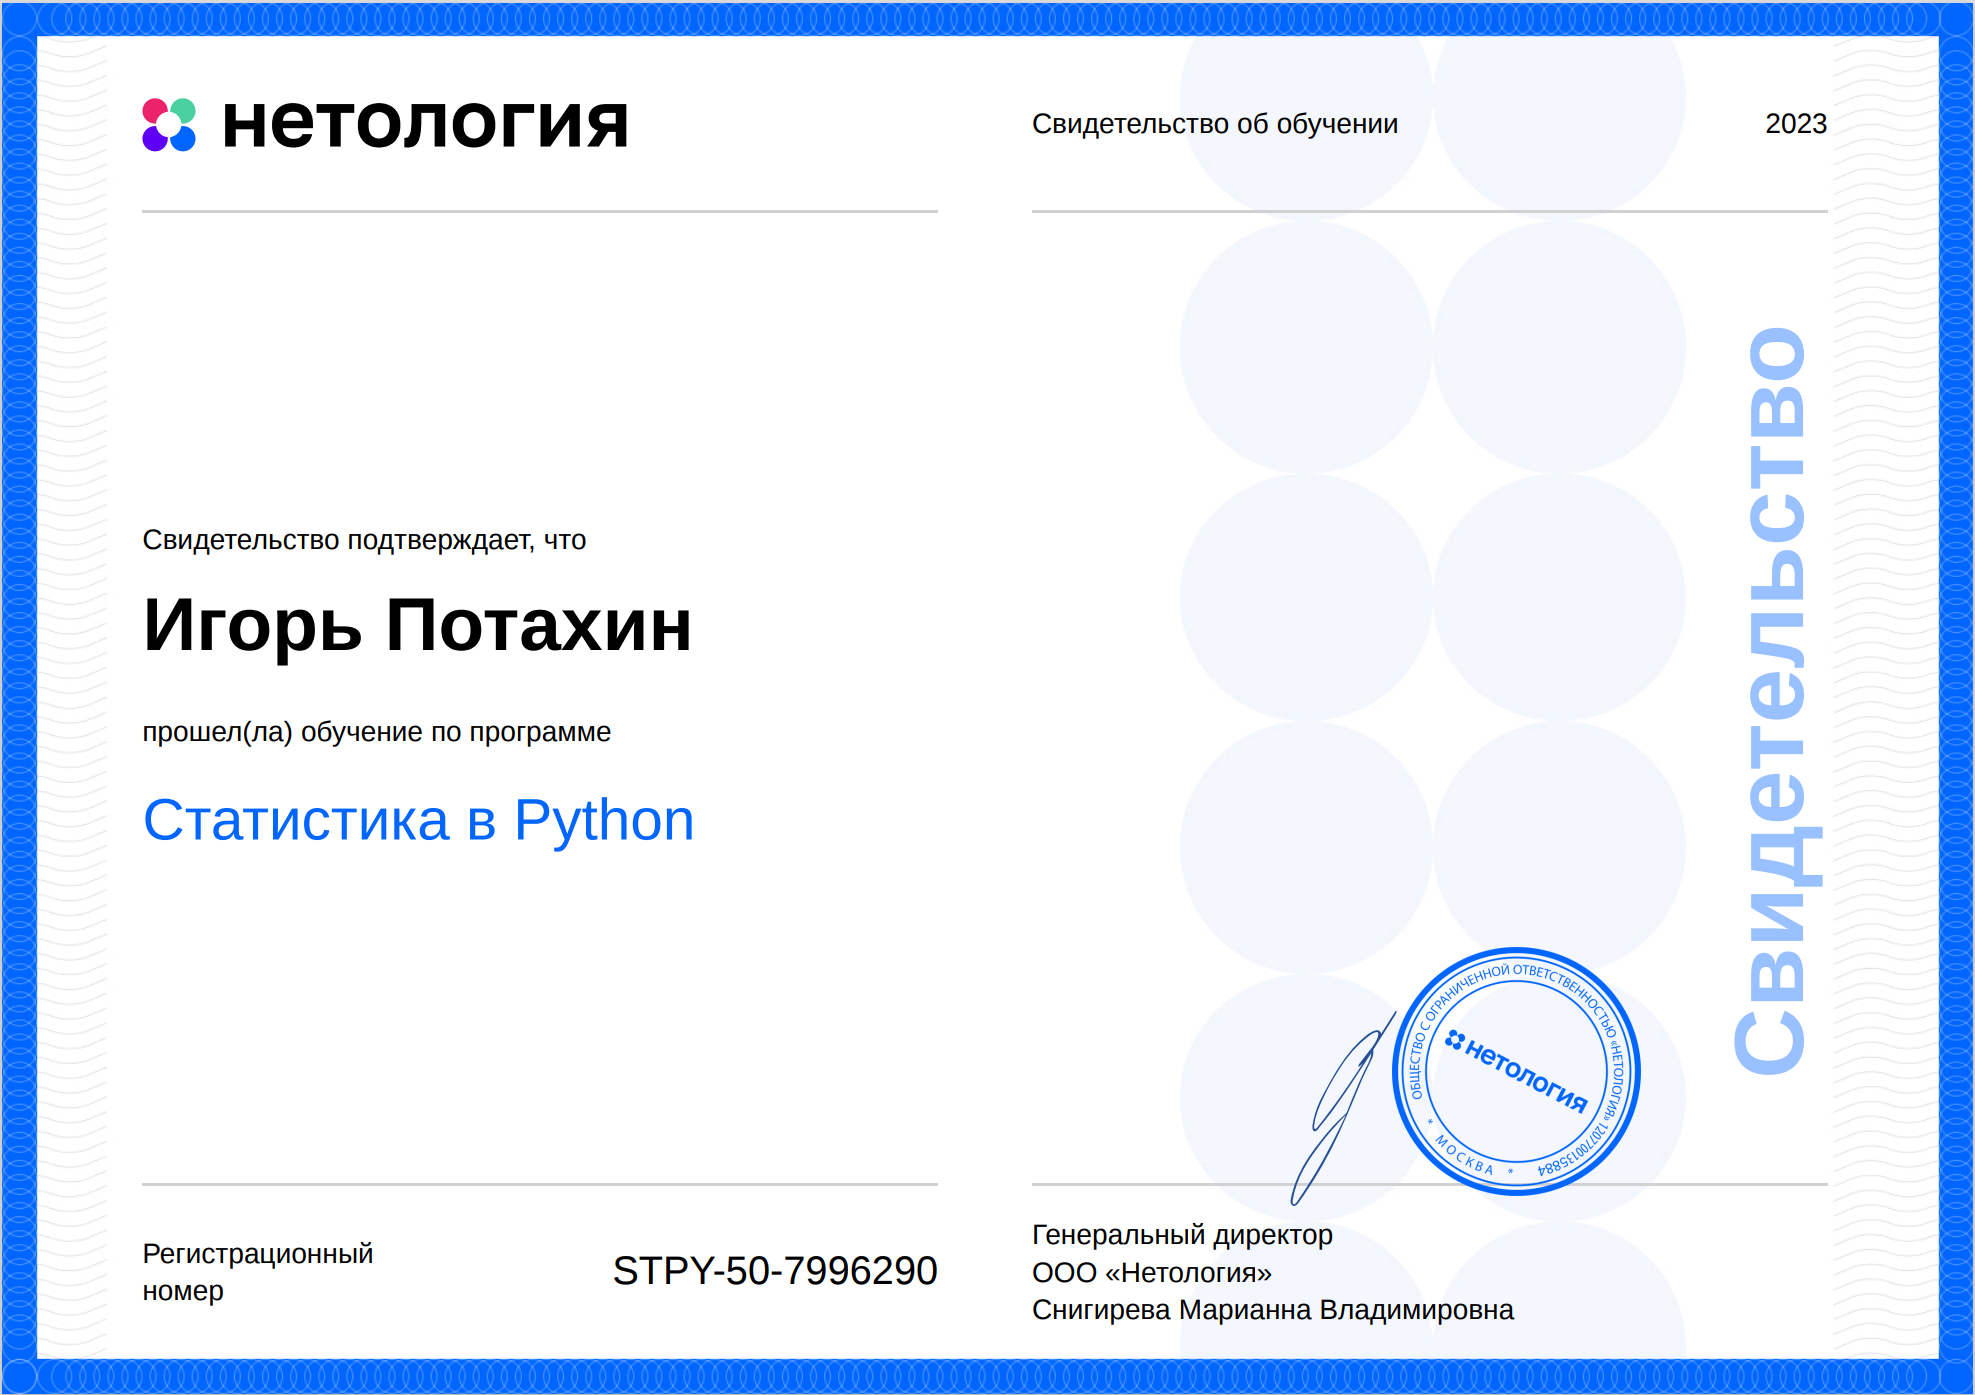 нетология
Свидетельство об обучении
2023
Свидетельство подтверждает, что
Игорь Потахин
прошел(ла) обучение по программе
Статистика в Python
Свидетельство
ОБЩЕСТВО С ОГРАНИЧЕННОЙ ОТВЕТСТВЕННОСТЬЮ «НЕТОЛОГИЯ» 1207700135884
* МОСКВА *
нетология
Регистрационный
номер
STPY-50-7996290
Генеральный директор
ООО «Нетология»
Снигирева Марианна Владимировна